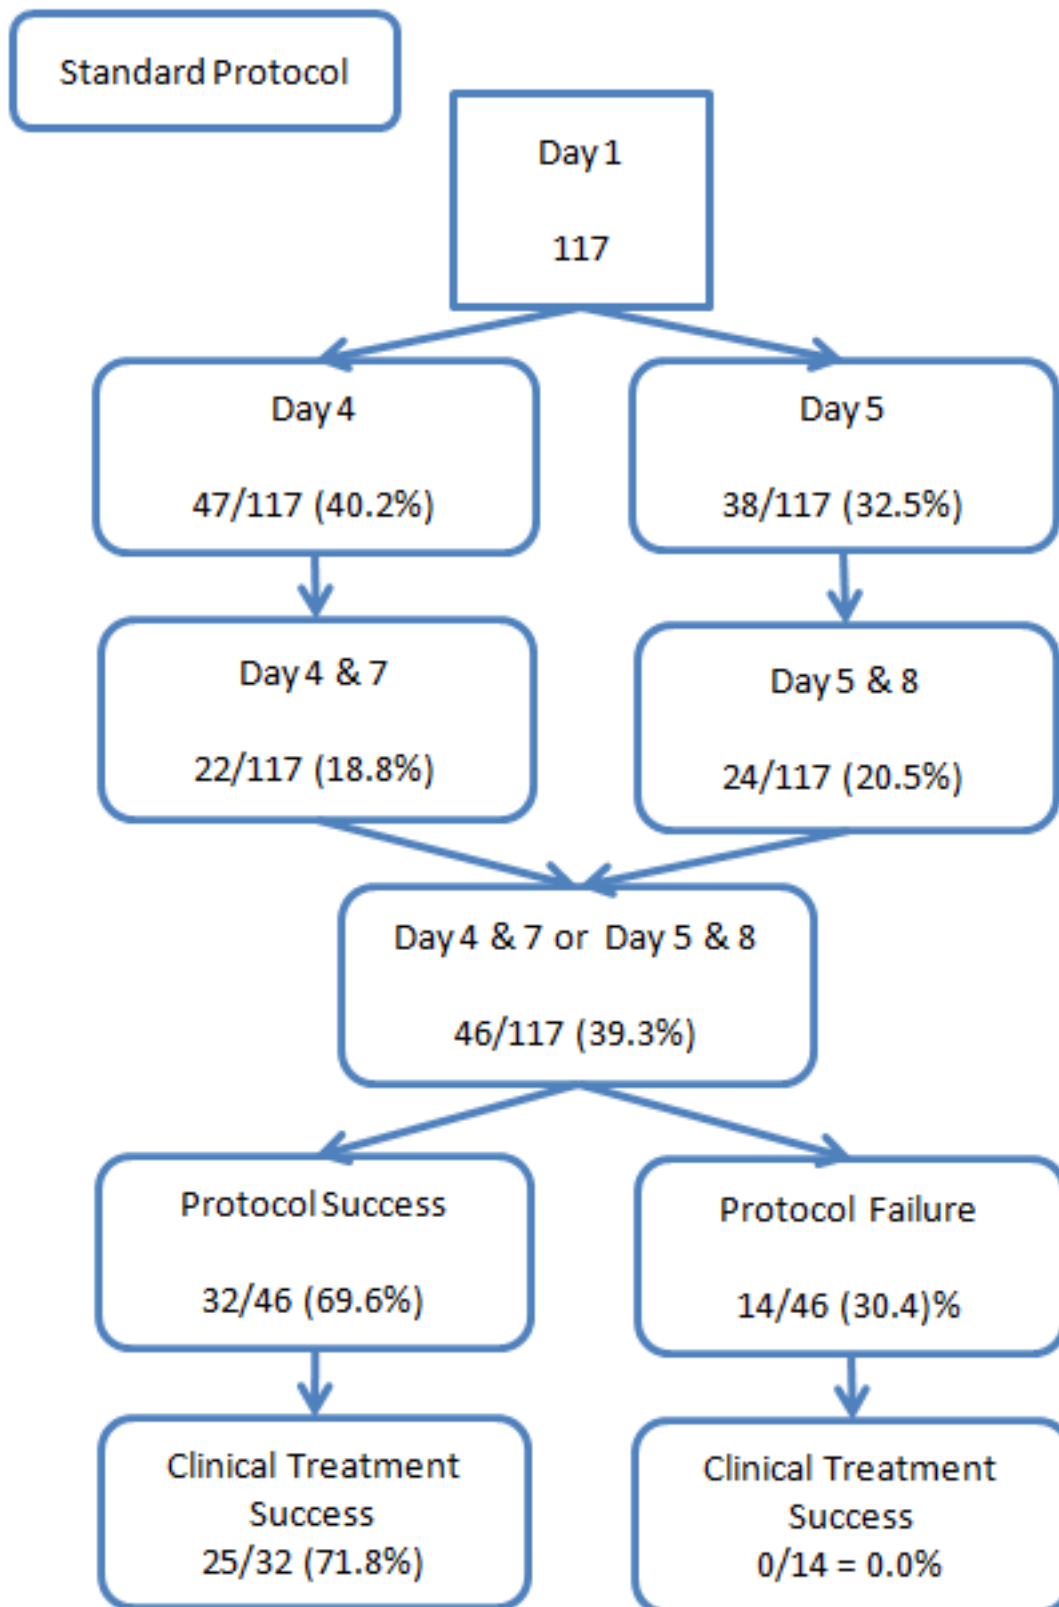 Standard Protocol
Day 1
117
Day 4
47/117 (40.2%)
Day 5
38/117 (32.5%)
Day 4 & 7
22/117 (18.8%)
Day 5 & 8
24/117 (20.5%)
Day 4 & 7 or Day 5 & 8
46/117 (39.3%)
Protocol Success
32/46 (69.6%)
Protocol Failure
14/46 (30.4)%
Clinical Treatment
Success
25/32 (71.8%)
Clinical Treatment
Success
0/14 = 0.0%